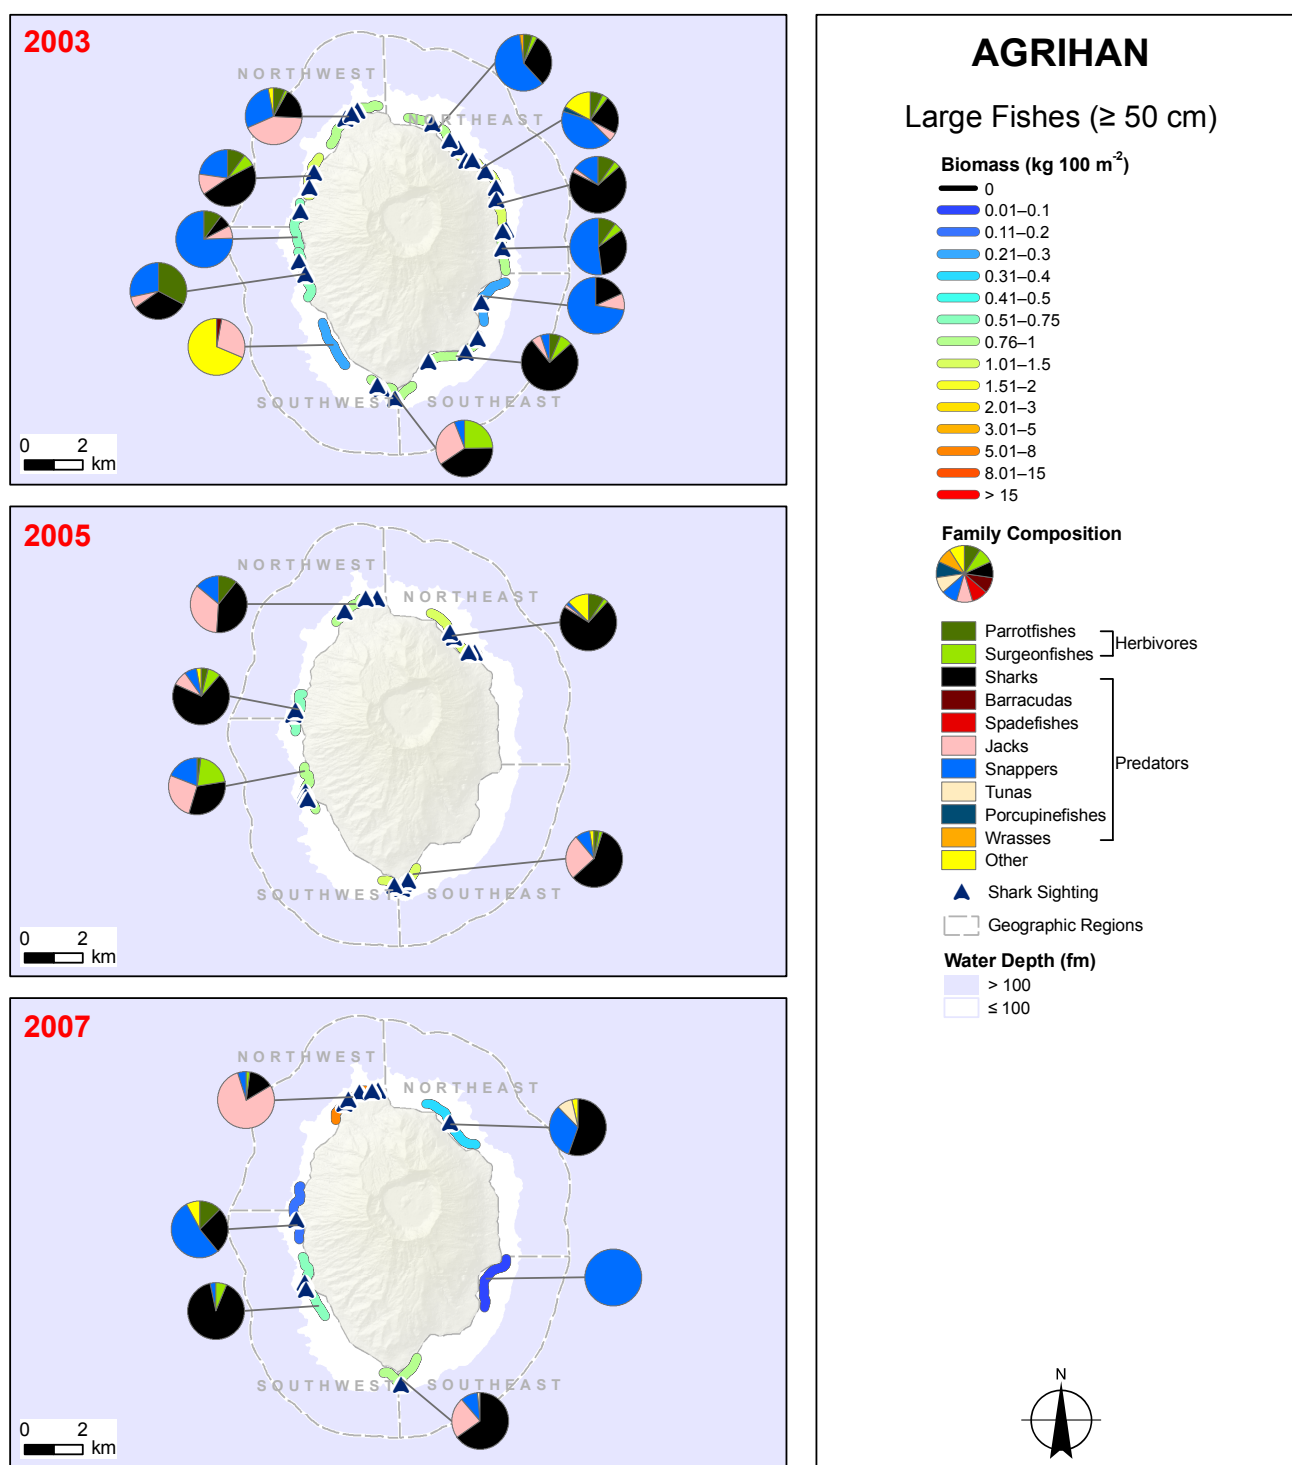 2003
NORTHWEST
NORTHEAST
SOUTHWEST
SOUTHEAST
0 2
km
2005
NORTHWEST
NORTHEAST
SOUTHWEST
SOUTHEAST
0 2
km
2007
NORTHWEST
NORTHEAST
SOUTHWEST
SOUTHEAST
0 2
km
AGRIHAN
Large Fishes (≥ 50 cm)
Biomass (kg 100 m⁻²)
0
0.01–0.1
0.11–0.2
0.21–0.3
0.31–0.4
0.41–0.5
0.51–0.75
0.76–1
1.01–1.5
1.51–2
2.01–3
3.01–5
5.01–8
8.01–15
> 15
Family Composition
Parrotfishes
Surgeonfishes
Herbivores
Sharks
Barracudas
Spadefishes
Jacks
Snappers
Predators
Tunas
Porcupinefishes
Wrasses
Other
Shark Sighting
Geographic Regions
Water Depth (fm)
> 100
≤ 100
N